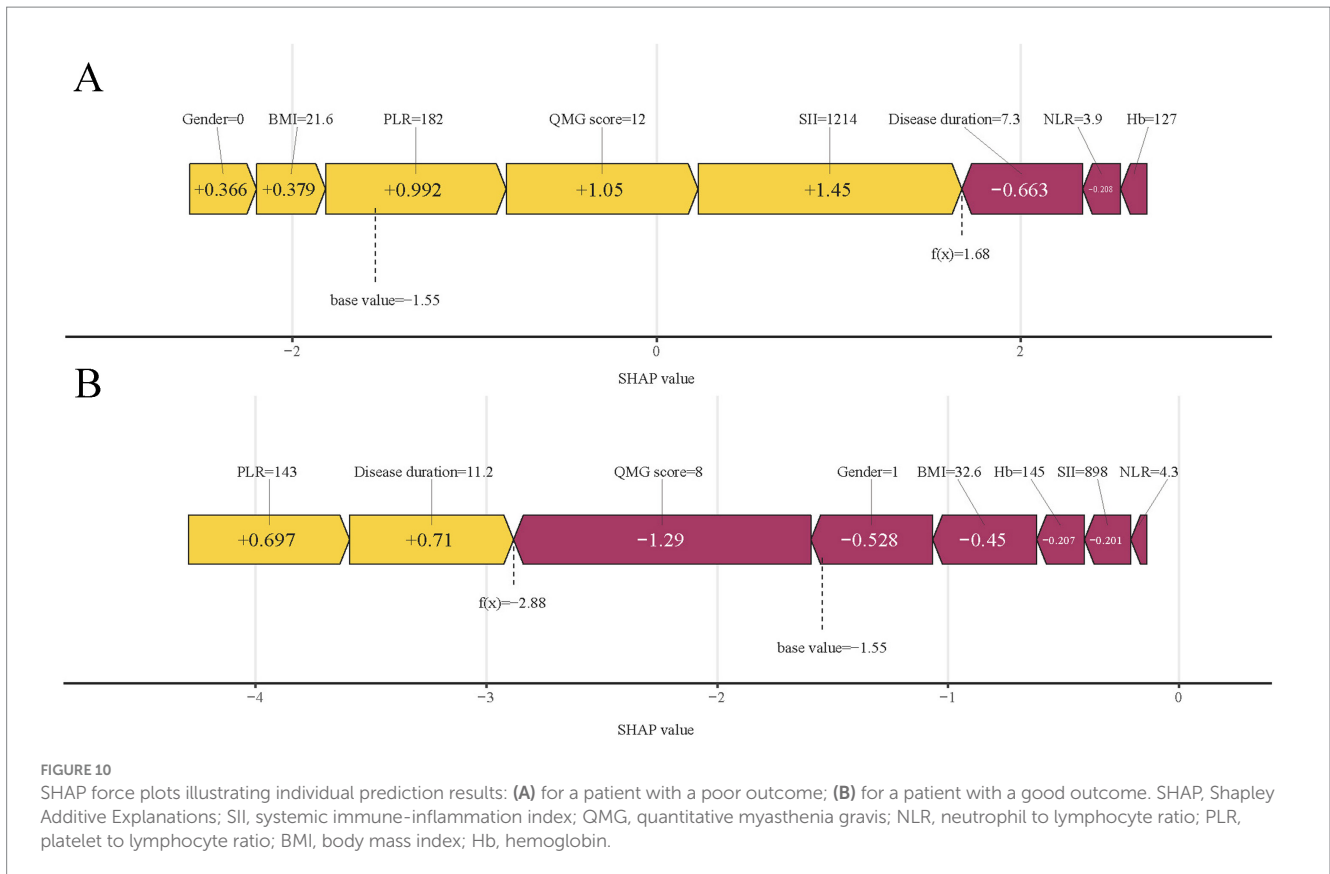 A
Gender=0 BMI=21.6 PLR=182 QMG score=12 SII=1214 Disease duration=7.3 NLR=3.9 Hb=127
+0.366 +0.379 +0.992 +1.05 +1.45 −0.663 −0.208
f(x)=1.68
base value=−1.55
−2 0 2
SHAP value
B
PLR=143 Disease duration=11.2 QMG score=8 Gender=1 BMI=32.6 Hb=145 SII=898 NLR=4.3
+0.697 +0.71 −1.29 −0.528 −0.45 −0.207 −0.201
f(x)=−2.88
base value=−1.55
−4 −3 −2 −1 0
SHAP value
FIGURE 10
SHAP force plots illustrating individual prediction results: (A) for a patient with a poor outcome; (B) for a patient with a good outcome. SHAP, Shapley
Additive Explanations; SII, systemic immune-inflammation index; QMG, quantitative myasthenia gravis; NLR, neutrophil to lymphocyte ratio; PLR,
platelet to lymphocyte ratio; BMI, body mass index; Hb, hemoglobin.